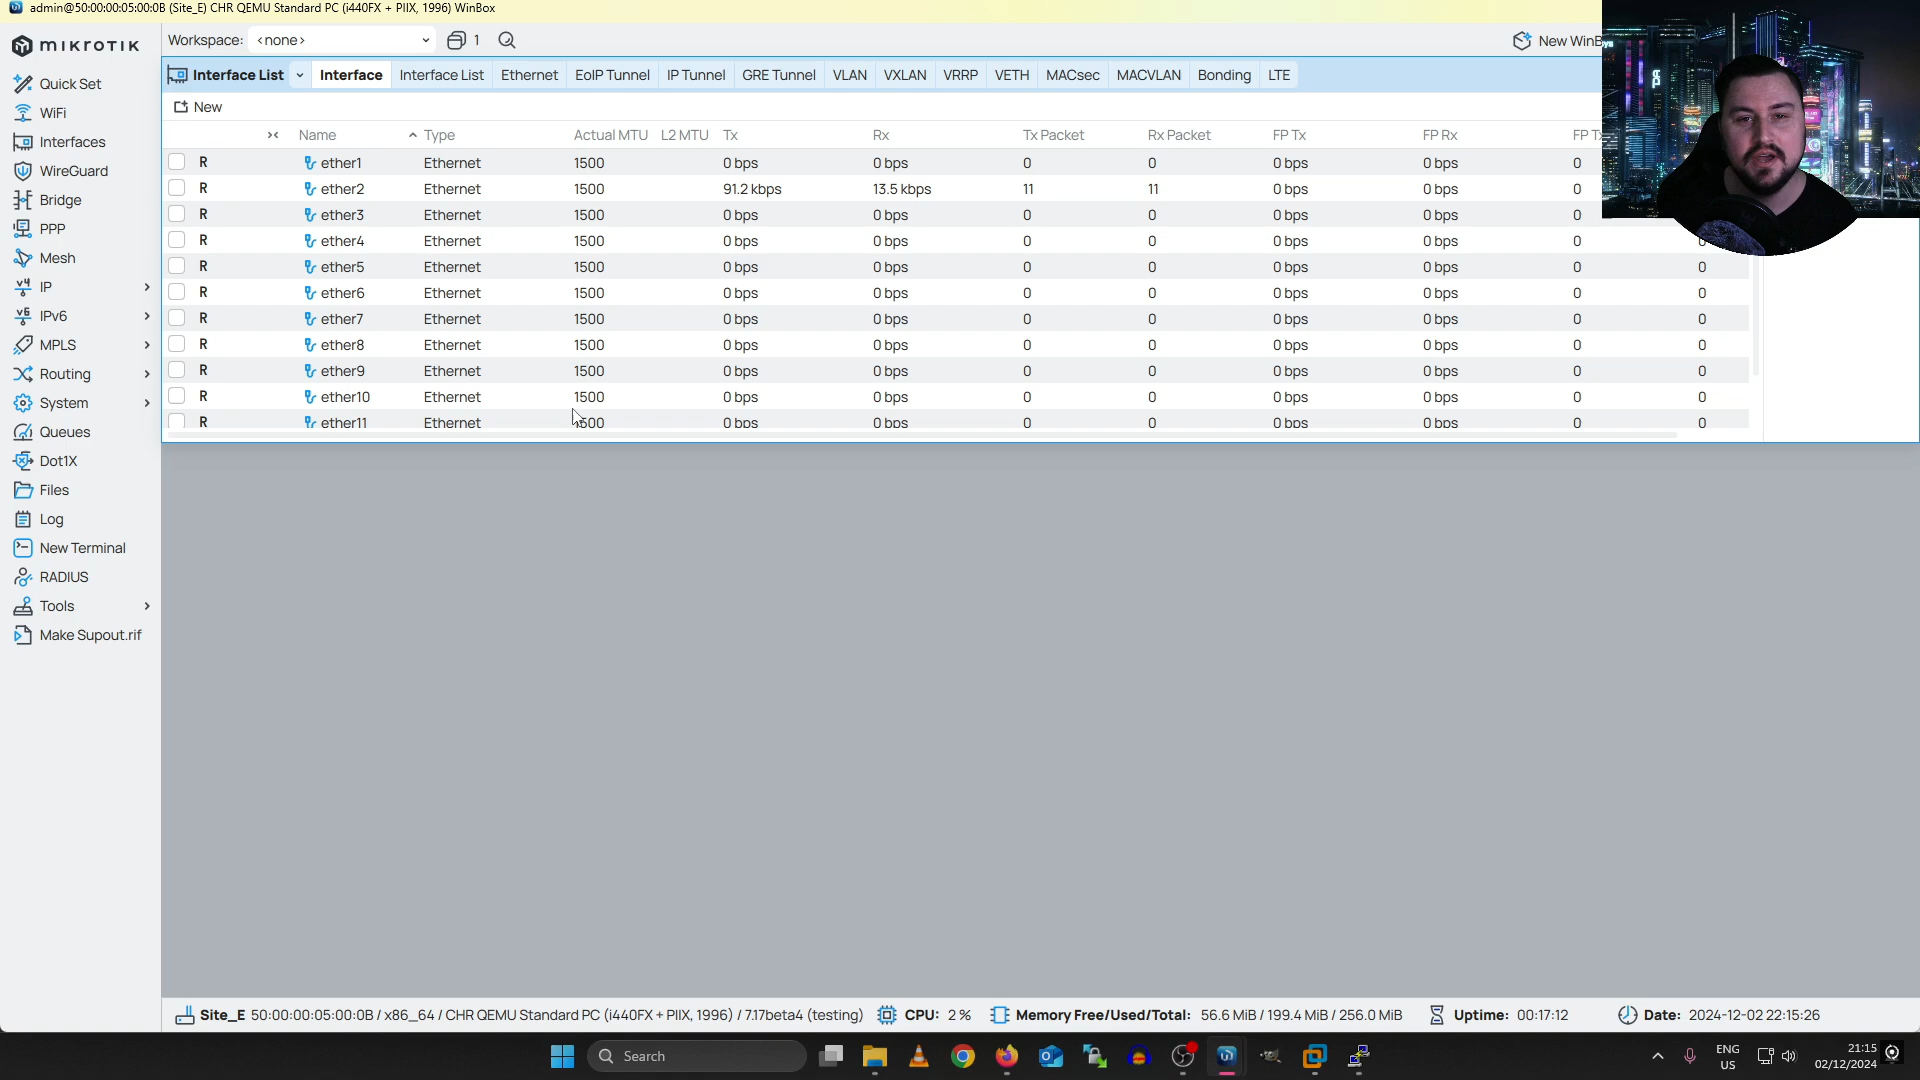 admin@50:00:00:05:00:0B (Site_E) CHR QEMU Standard PC (i440FX + PIIX, 1996) WinBox
MIKROTIK
Workspace: <none> 1
New WinB
Quick Set
WiFi
Interfaces
WireGuard
Bridge
PPP
Mesh
IP
IPv6
MPLS
Routing
System
Queues
Dot1X
Files
Log
New Terminal
RADIUS
Tools
Make Supout.rif
Interface List Interface Interface List Ethernet EoIP Tunnel IP Tunnel GRE Tunnel VLAN VXLAN VRRP VETH MACsec MACVLAN Bonding LTE
New
Name Type Actual MTU L2 MTU Tx Rx Tx Packet Rx Packet FP Tx FP Rx FP
R ether1 Ethernet 1500 0 bps 0 bps 0 0 0 bps 0 bps 0
R ether2 Ethernet 1500 91.2 kbps 13.5 kbps 11 11 0 bps 0 bps 0
R ether3 Ethernet 1500 0 bps 0 bps 0 0 0 bps 0 bps 0
R ether4 Ethernet 1500 0 bps 0 bps 0 0 0 bps 0 bps 0 0
R ether5 Ethernet 1500 0 bps 0 bps 0 0 0 bps 0 bps 0 0
R ether6 Ethernet 1500 0 bps 0 bps 0 0 0 bps 0 bps 0 0
R ether7 Ethernet 1500 0 bps 0 bps 0 0 0 bps 0 bps 0 0
R ether8 Ethernet 1500 0 bps 0 bps 0 0 0 bps 0 bps 0 0
R ether9 Ethernet 1500 0 bps 0 bps 0 0 0 bps 0 bps 0 0
R ether10 Ethernet 1500 0 bps 0 bps 0 0 0 bps 0 bps 0 0
R ether11 Ethernet 1500 0 bps 0 bps 0 0 0 bps 0 bps 0 0
Site_E 50:00:00:05:00:0B / x86_64 / CHR QEMU Standard PC (i440FX + PIIX, 1996) / 7.17beta4 (testing) CPU: 2 % Memory Free/Used/Total: 56.6 MiB / 199.4 MiB / 256.0 MiB Uptime: 00:17:12 Date: 2024-12-02 22:15:26
Search
ENG
US
21:15
02/12/2024